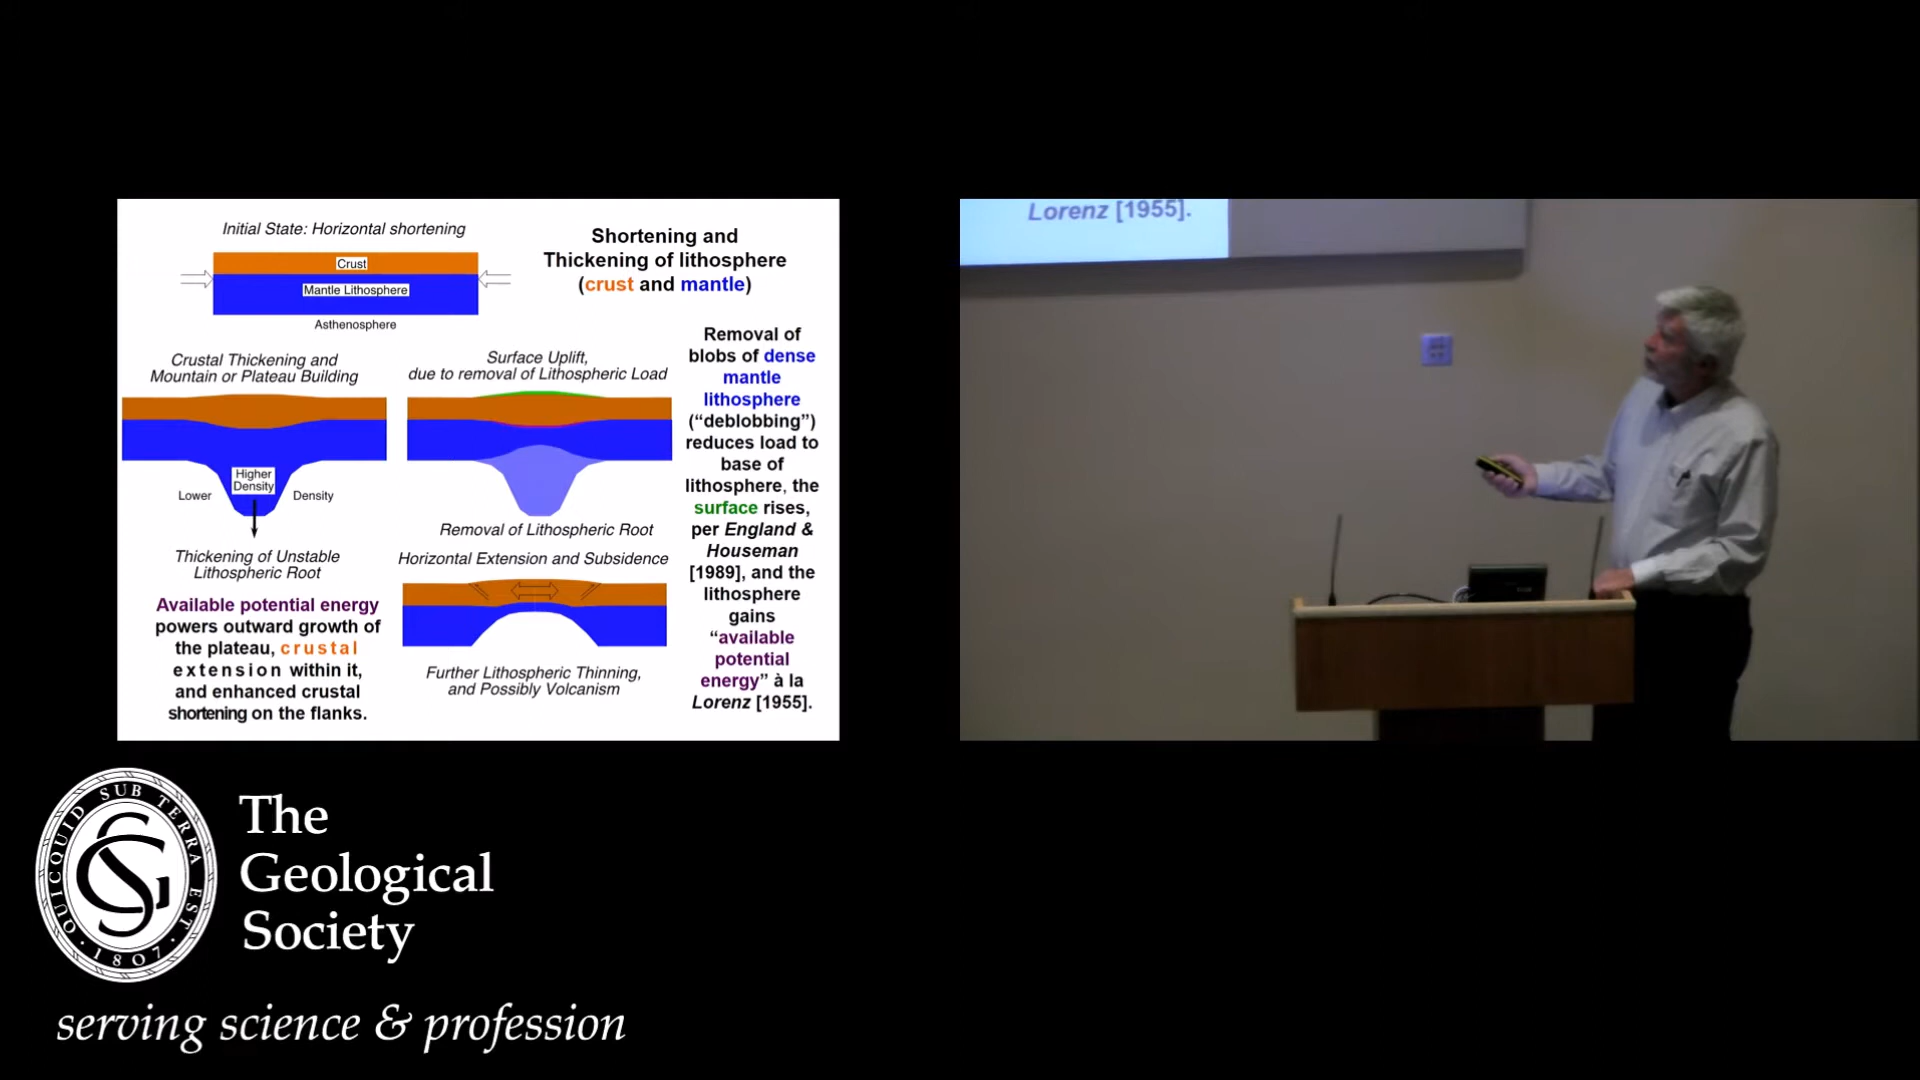 Initial State: Horizontal shortening
Crust
Mantle Lithosphere
Asthenosphere
Shortening and
Thickening of lithosphere
(crust and mantle)
Crustal Thickening and
Mountain or Plateau Building
Higher
Density
Lower
Density
Thickening of Unstable
Lithospheric Root
Surface Uplift,
due to removal of Lithospheric Load
Removal of Lithospheric Root
Horizontal Extension and Subsidence
Further Lithospheric Thinning,
and Possibly Volcanism
Available potential energy
powers outward growth of
the plateau, crustal
extension within it,
and enhanced crustal
shortening on the flanks.
Removal of
blobs of dense
mantle
lithosphere
(“deblobbing”)
reduces load to
base of
lithosphere, the
surface rises,
per England &
Houseman
[1989], and the
lithosphere
gains
“available
potential
energy” à la
Lorenz [1955].
Lorenz [1955].
QUICQUID SUB TERRA EST
· 1807 ·
GS
The
Geological
Society
serving science & profession